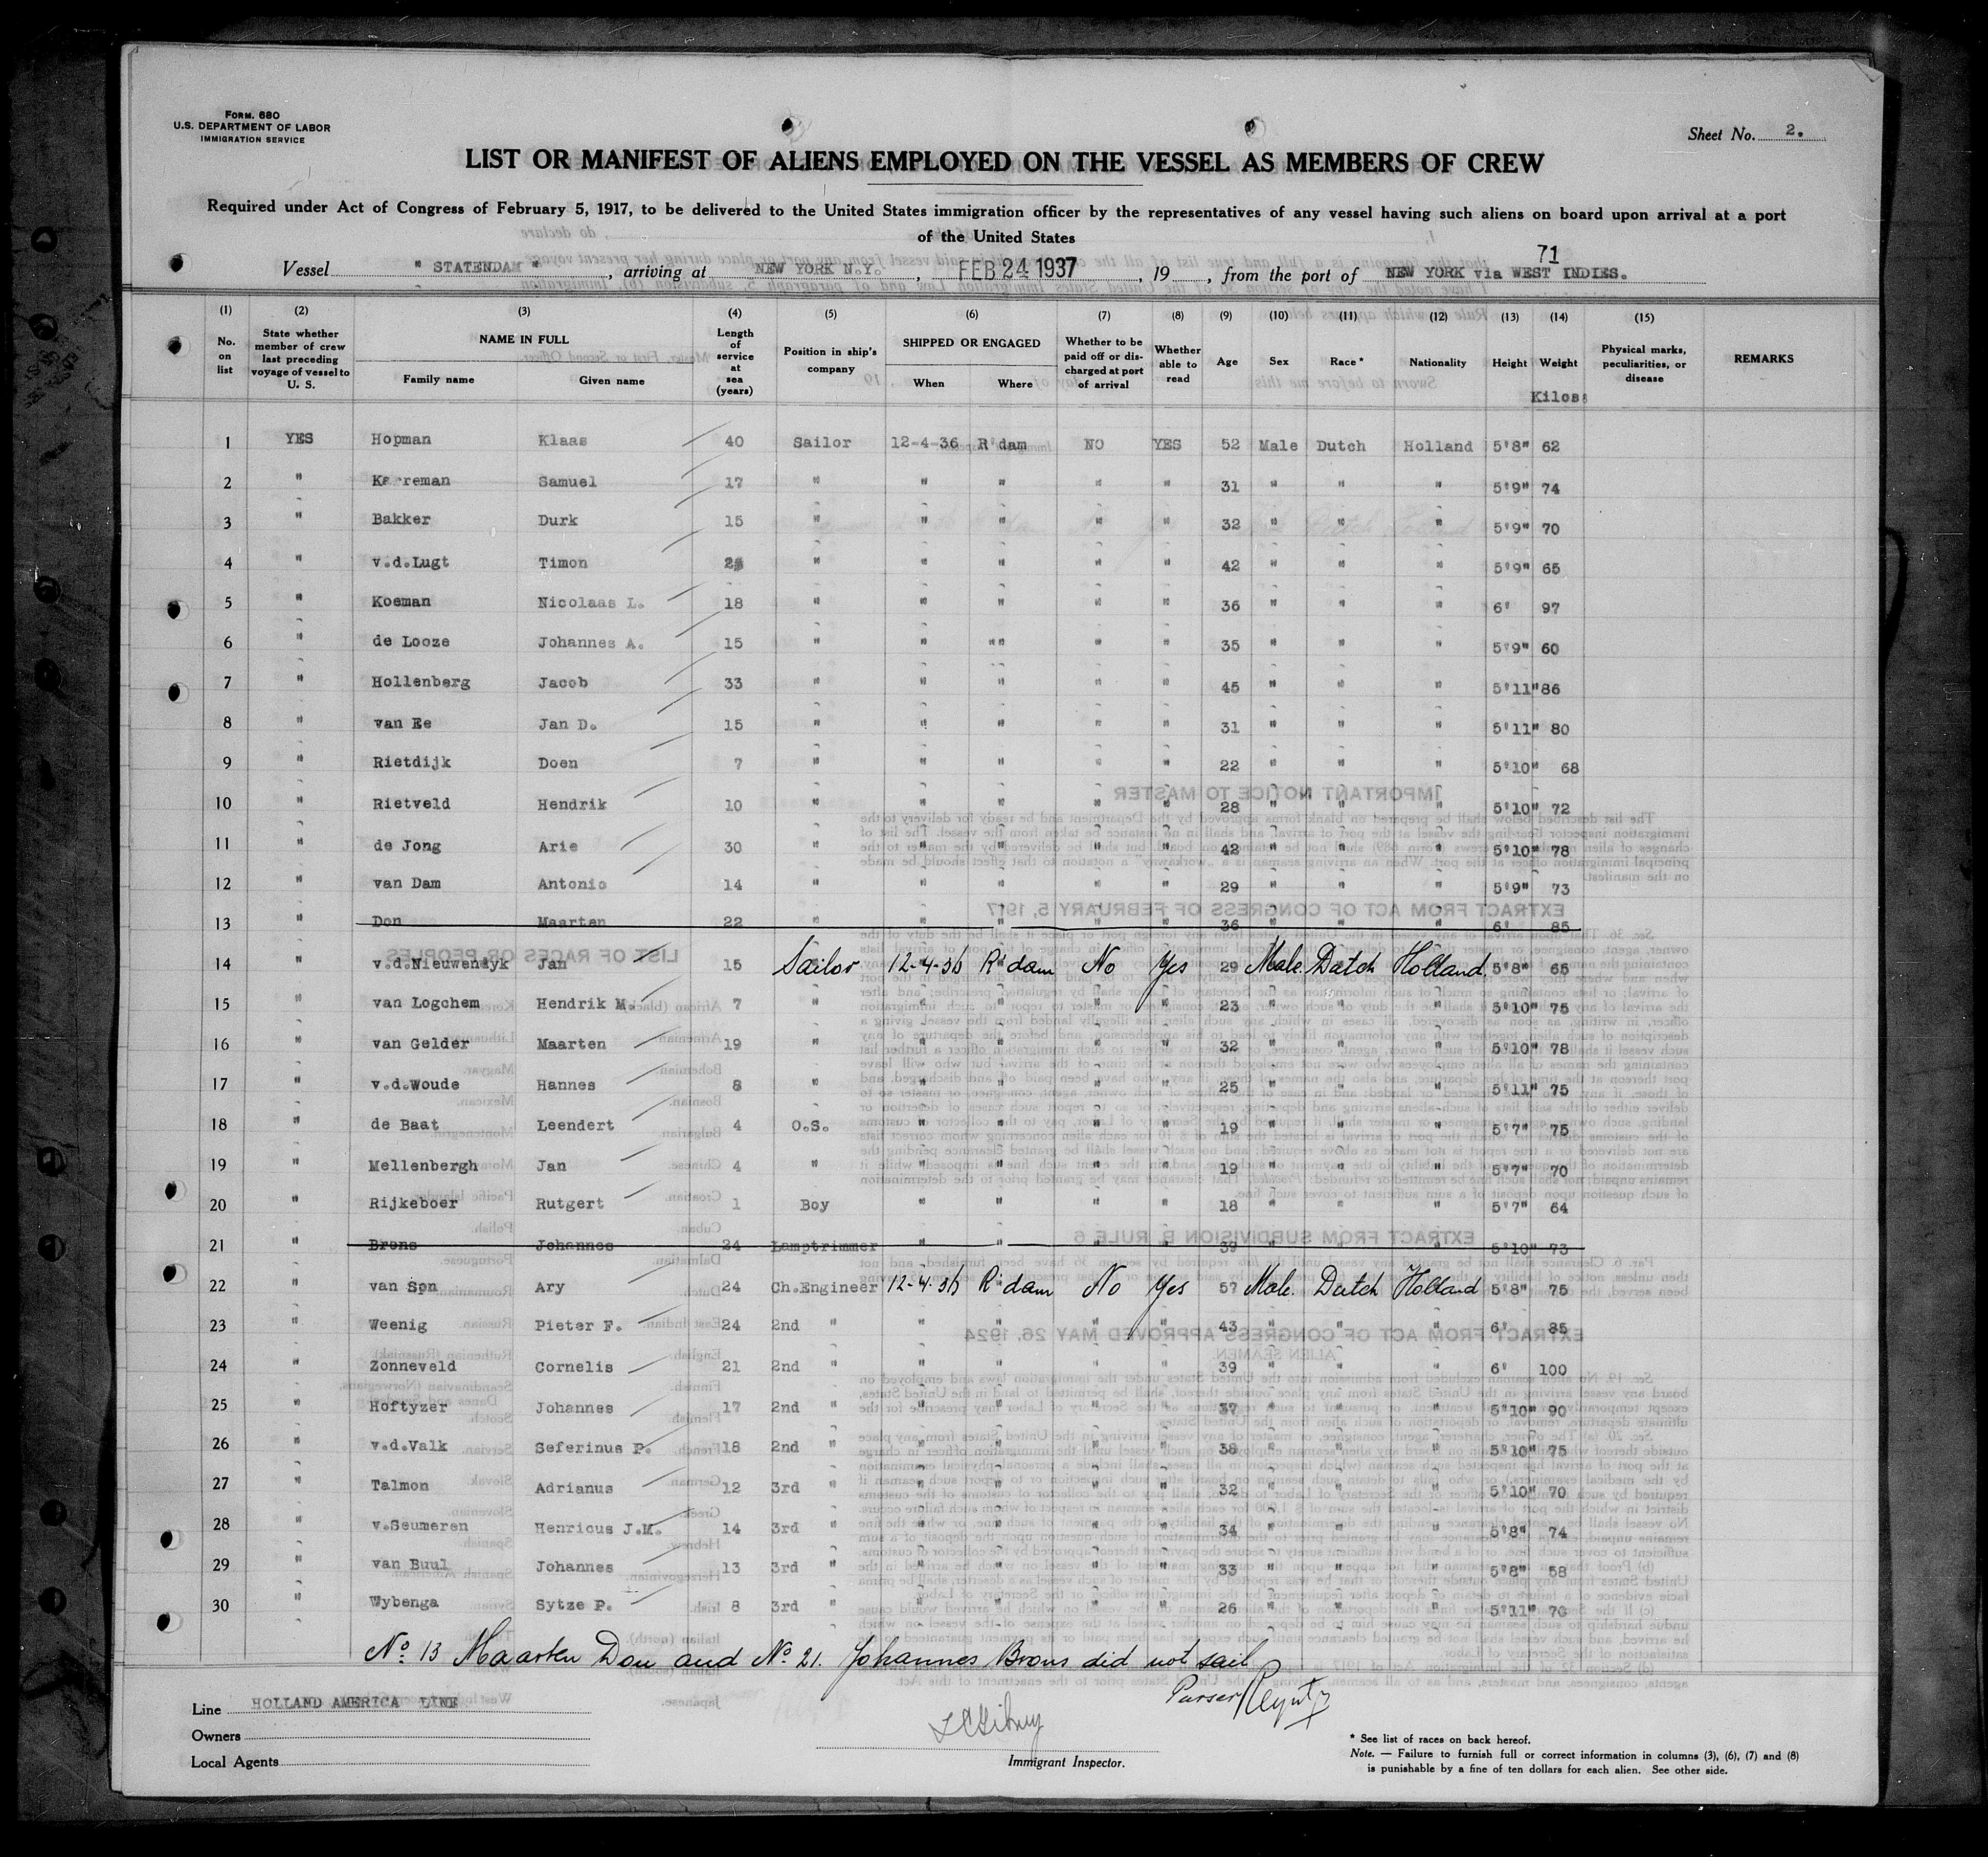 FORM. 680
U.S. DEPARTMENT OF LABOR
IMMIGRATION SERVICE
Sheet No. 2.
LIST OR MANIFEST OF ALIENS EMPLOYED ON THE VESSEL AS MEMBERS OF CREW
Required under Act of Congress of February 5, 1917, to be delivered to the United States immigration officer by the representatives of any vessel having such aliens on board upon arrival at a port
of the United States
71
Vessel " STATENDAM ", arriving at NEW YORK N.Y., FEB 24 1937, 19 , from the port of NEW YORK via WEST INDIES.
(1) (2) (3) (4) (5) (6) (7) (8) (9) (10) (11) (12) (13) (14) (15)
No. on list State whether member of crew last preceding voyage of vessel to U. S. NAME IN FULL Family name Given name Length of service at sea (years) Position in ship's company SHIPPED OR ENGAGED When Where Whether to be paid off or discharged at port of arrival Whether able to read Age Sex Race* Nationality Height Weight Kilos Physical marks, peculiarities, or disease REMARKS
1 YES Hopman Klaas 40 Sailor 12-4-36 R'dam NO YES 52 Male Dutch Holland 5'8" 62
2 " Karreman Samuel 17 " " " " " 31 " " " 5'9" 74
3 " Bakker Durk 15 " " " " " 32 " " " 5'9" 70
4 " v.d.Lugt Timon " " " " " 42 " " " 5'9" 65
5 " Koeman Nicolaas L. 18 " " " " " 36 " " " 6' 97
6 " de Looze Johannes A. 15 " " "" " " 35 " " " 5'9" 60
7 " Hollenberg Jacob 33 " " " " " 45 " " " 5'11" 86
8 " van Ee Jan D. 15 " " " " " 31 " " " 5'11" 80
9 " Rietdijk Doen 7 " " " " " 22 " " " 5'10" 68
10 " Rietveld Hendrik 10 " " " " " 28 " " " 5'10" 72
11 " de Jong Arie 30 " " " " " 42 " " " 5'10" 78
12 " van Dam Antonie 14 " " " " " 29 " " " 5'9" 73
13 " Don Maarten 22 " " " " " 36 " " " 6' 85
14 " v.d.Nieuwendyk Jan 15 Sailor 12-4-36 R'dam No Yes 29 Male Dutch Holland 5'8" 65
15 " van Logchem Hendrik M. 7 " " " " " 23 " " " 5'10" 75
16 " van Gelder Maarten 19 " " " " " 32 " " " 5'10" 78
17 " v.d.Woude Hannes 8 " " " " " 25 " " " 5'11" 75
18 " de Baat Leendert 4 O.S. " " " " 19 " " " 5'7" 75
19 " Mellenbergh Jan 4 " " " " " 19 " " " 5'7" 70
20 " Rijkeboer Rutgert 1 Boy " " " " 18 " " " 5'7" 64
21 " Brons Johannes 24 Lamptrimmer " " " " 39 " " " 5'10" 73
22 " van Son Ary 24 Ch.Engineer 12-4-36 R'dam No Yes 57 Male. Dutch Holland 5'8" 75
23 " Weenig Pieter F. 24 2nd " " " " " 43 " " " 6' 85
24 " Zonneveld Cornelis 21 2nd " " " " " 39 " " " 6' 100
25 " Hoftyzer Johannes 17 2nd " " " " " 37 " " " 5'10" 90
26 " v.d.Valk Seferinus P. 18 2nd " " " " " 38 " " " 5'10" 75
27 " Talmon Adrianus 12 3rd " " " " " 32 " " " 5'10" 70
28 " v.Seumeren Henricus J.M. 14 3rd " " " " " 34 " " " 5'8" 74
29 " van Buul Johannes 13 3rd " " " " " 33 " " " 5'8" 58
30 " Wybenga Sytze P. 8 3rd " " " " " 26 " " " 5'11" 70
No. 13 Maarten Don and No. 21. Johannes Brons did not sail
Purser
Line HOLLAND AMERICA LINE
Owners
Local Agents
Immigrant Inspector.
* See list of races on back hereof.
Note. — Failure to furnish full or correct information in columns (3), (6), (7) and (8)
is punishable by a fine of ten dollars for each alien. See other side.